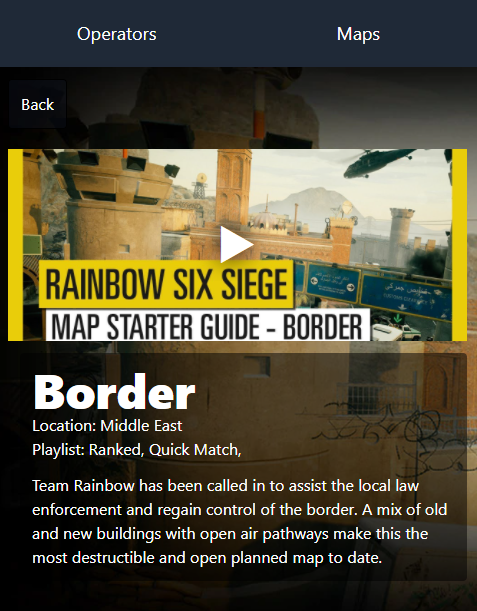 Operators Maps
Back
RAINBOW SIX SIEGE
MAP STARTER GUIDE - BORDER
Border
Location: Middle East
Playlist: Ranked, Quick Match,
Team Rainbow has been called in to assist the local law
enforcement and regain control of the border. A mix of old
and new buildings with open air pathways make this the
most destructible and open planned map to date.